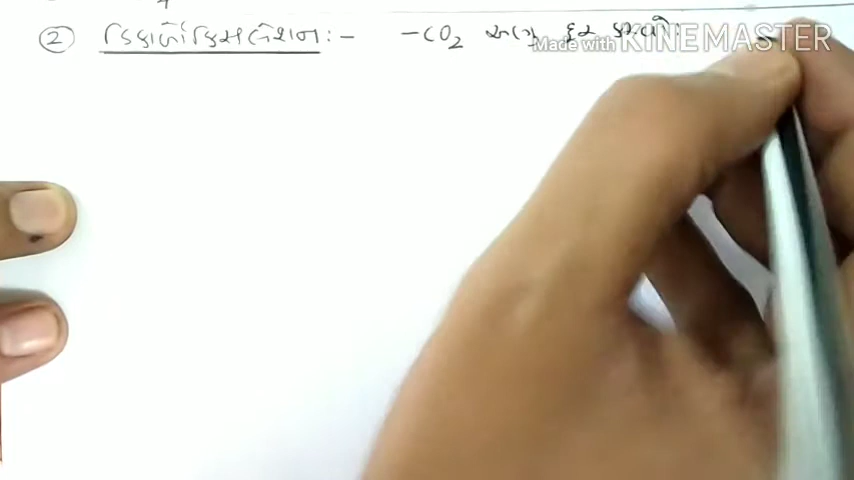 ② ડિકાર્બોક્સિલેશન :- -CO₂ વાયુ દૂર થાય :
Made with KINEMASTER